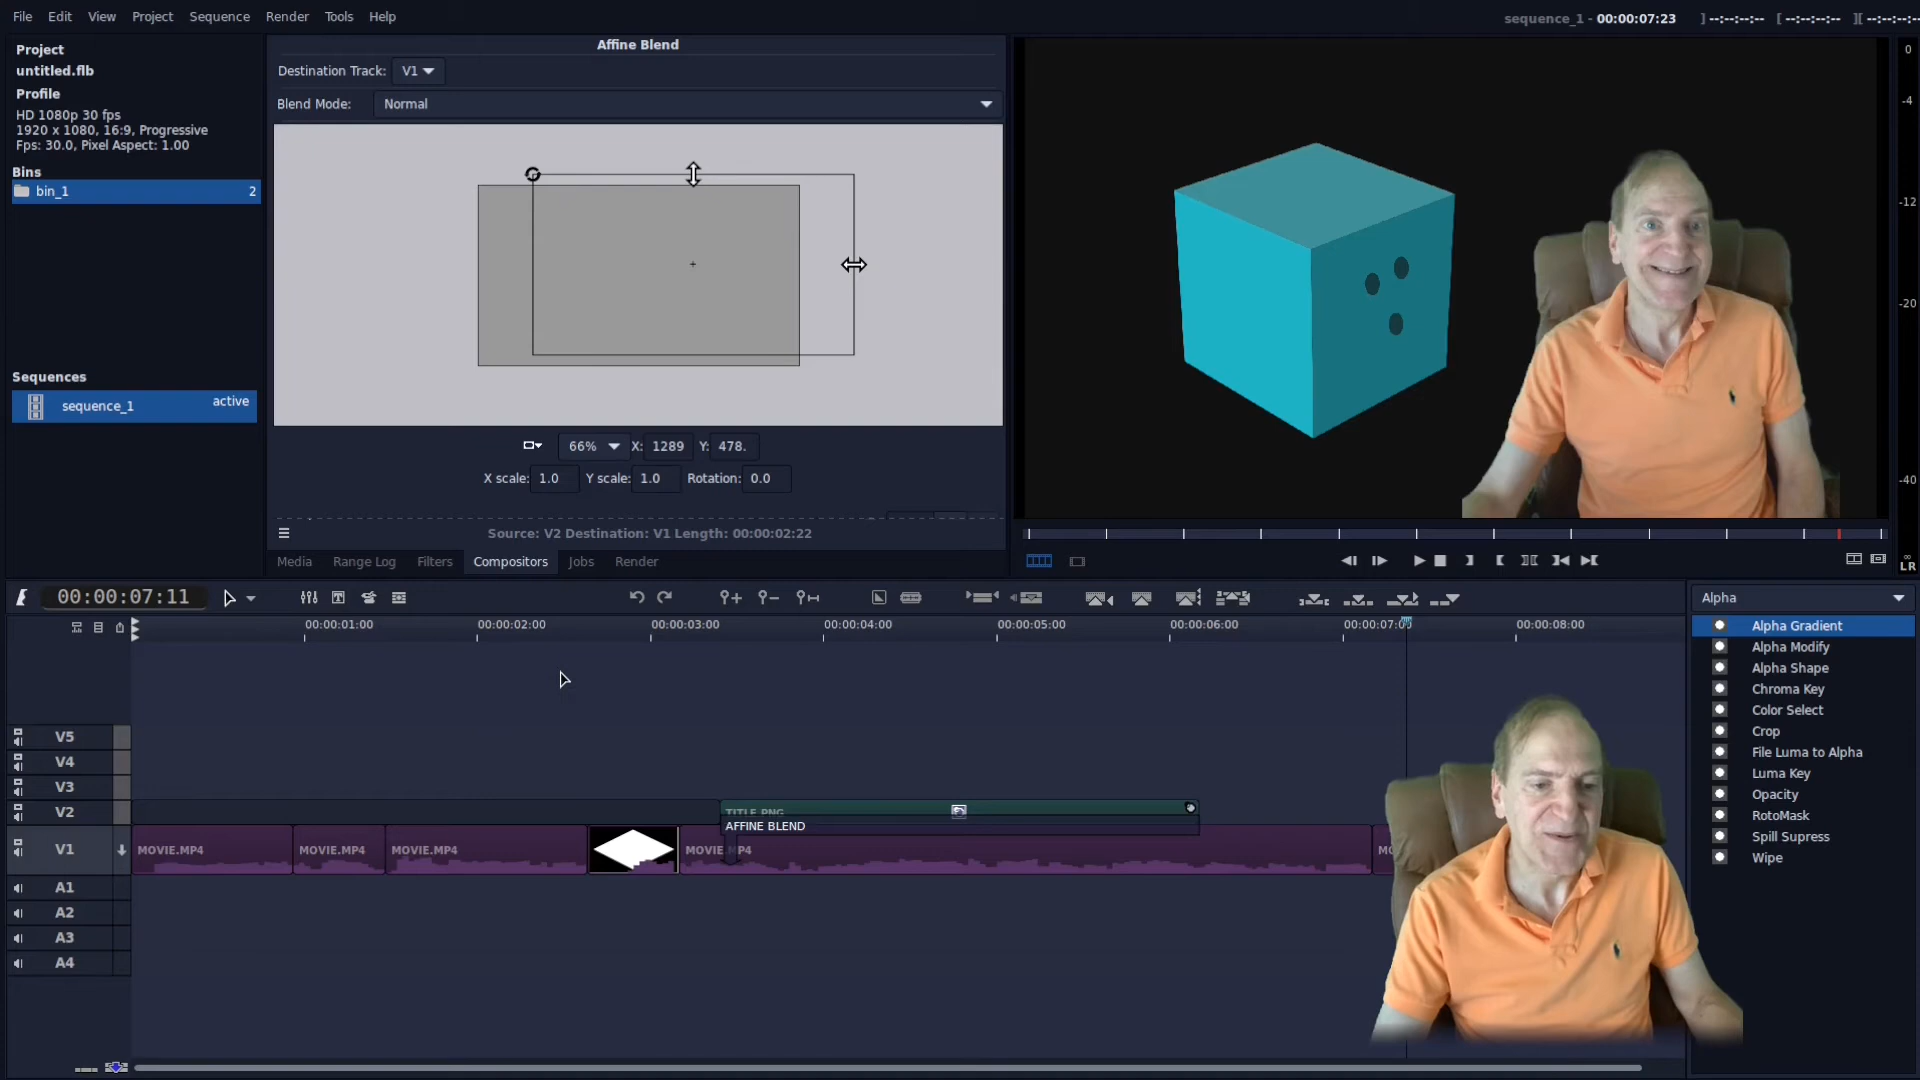 File Edit View Project Sequence Render Tools Help
sequence_1 - 00:00:07:23 ] --:--:--:-- [ --:--:--:-- ][ --:--:--:--
Project
untitled.flb
Profile
HD 1080p 30 fps
1920 x 1080, 16:9, Progressive
Fps: 30.0, Pixel Aspect: 1.00
Bins
bin_1 2
Sequences
sequence_1 active
Affine Blend
Destination Track: V1
Blend Mode: Normal
66% X: 1289 Y: 478.
X scale: 1.0 Y scale: 1.0 Rotation: 0.0
Source: V2 Destination: V1 Length: 00:00:02:22
Media Range Log Filters Compositors Jobs Render
0
-4
-12
-20
-40
∞
LR
00:00:07:11
00:00:01:00 00:00:02:00 00:00:03:00 00:00:04:00 00:00:05:00 00:00:06:00 00:00:07:00 00:00:08:00
V5
V4
V3
V2 TITLE.PNG
AFFINE BLEND
V1 MOVIE.MP4 MOVIE.MP4 MOVIE.MP4 MOVIE.MP4
A1
A2
A3
A4
Alpha
Alpha Gradient
Alpha Modify
Alpha Shape
Chroma Key
Color Select
Crop
File Luma to Alpha
Luma Key
Opacity
RotoMask
Spill Supress
Wipe